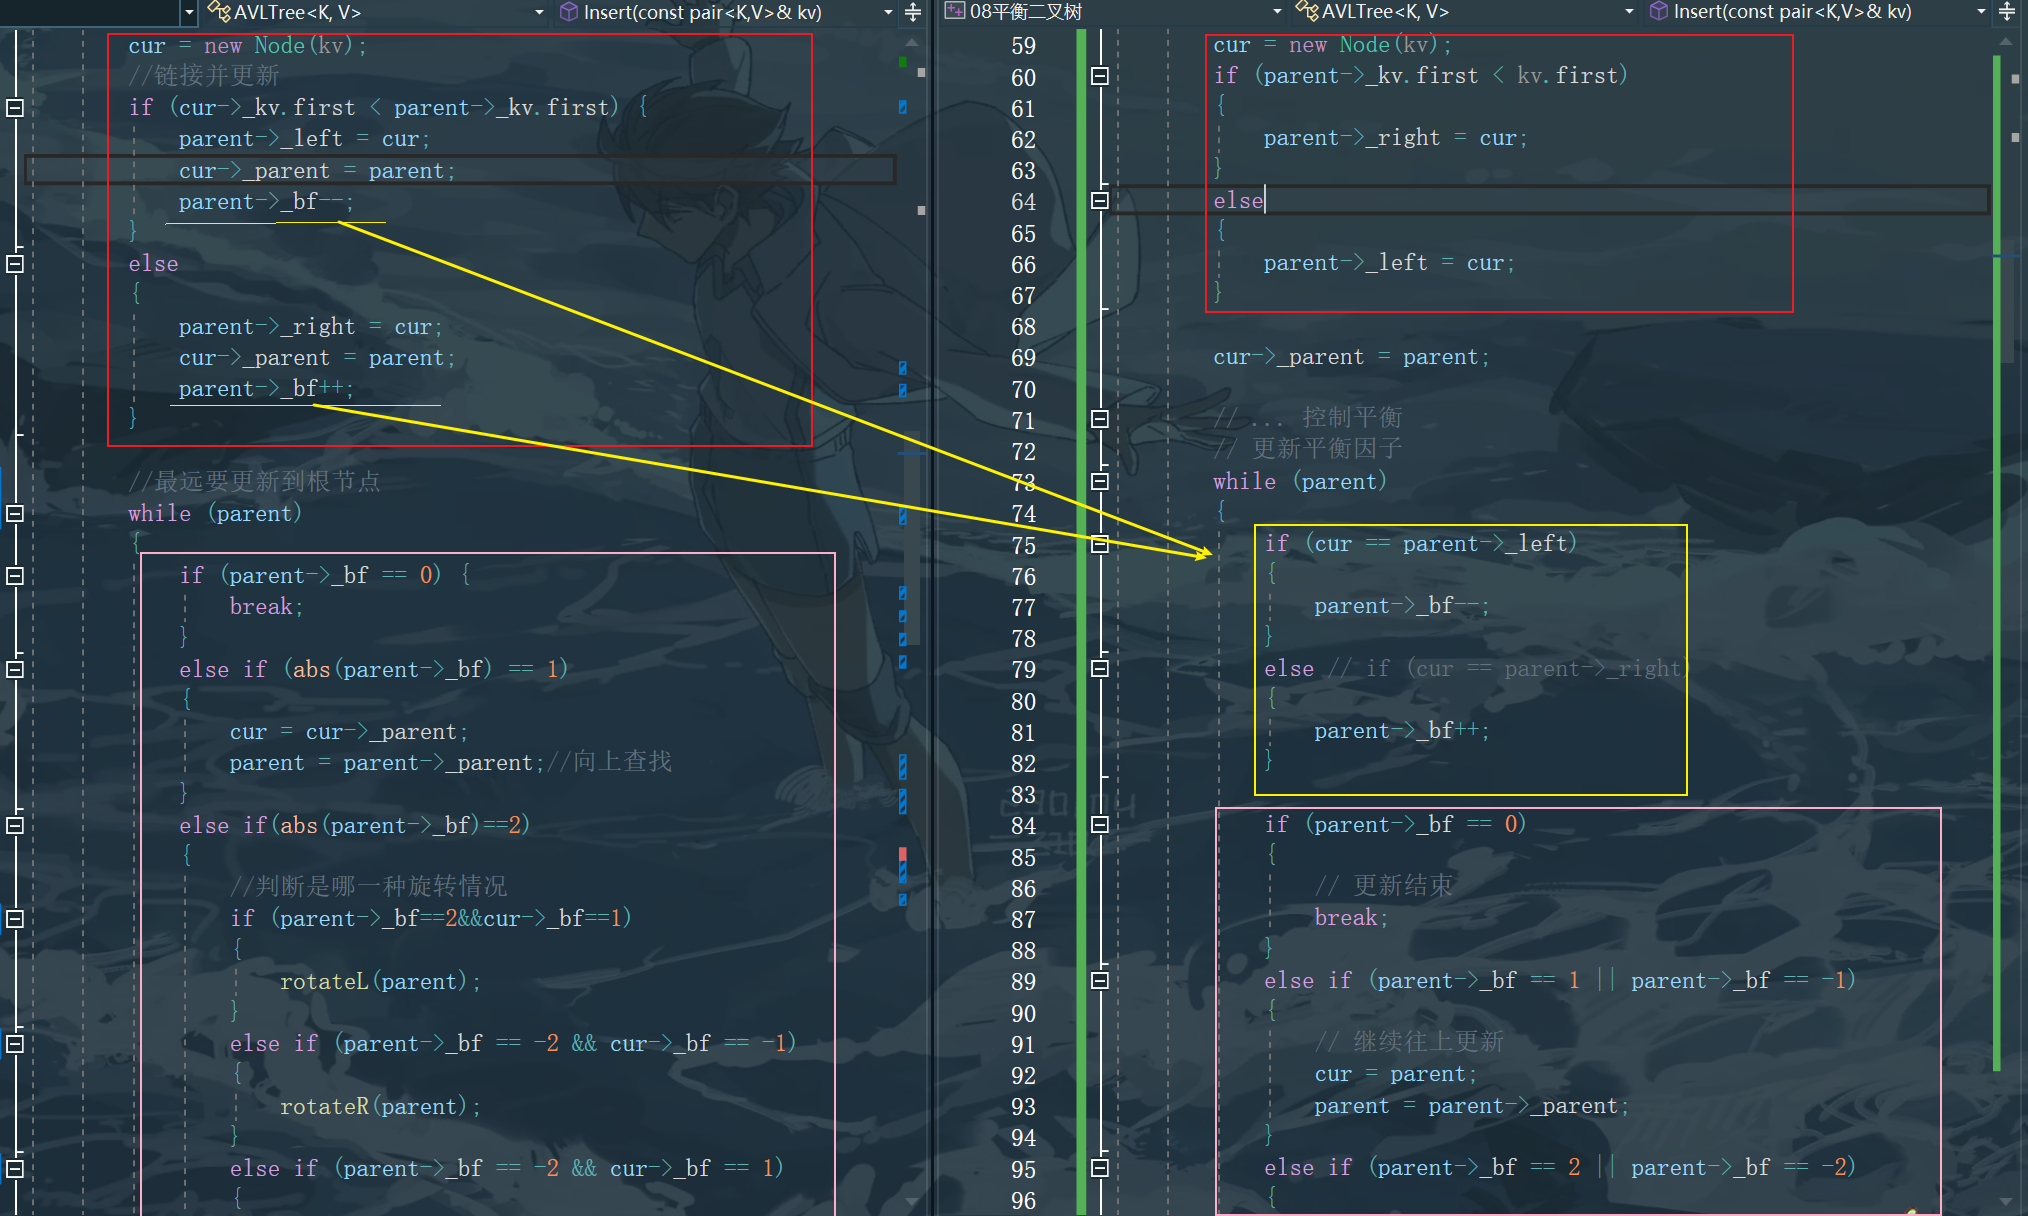 AVLTree<K, V>
Insert(const pair<K,V>& kv)
cur = new Node(kv);
//链接并更新
if (cur->_kv.first < parent->_kv.first) {
parent->_left = cur;
cur->_parent = parent;
parent->_bf--;
}
else
{
parent->_right = cur;
cur->_parent = parent;
parent->_bf++;
}
//最远要更新到根节点
while (parent)
{
if (parent->_bf == 0) {
break;
}
else if (abs(parent->_bf) == 1)
{
cur = cur->_parent;
parent = parent->_parent;//向上查找
}
else if(abs(parent->_bf)==2)
{
//判断是哪一种旋转情况
if (parent->_bf==2&&cur->_bf==1)
{
rotateL(parent);
}
else if (parent->_bf == -2 && cur->_bf == -1)
{
rotateR(parent);
}
else if (parent->_bf == -2 && cur->_bf == 1)
{
08平衡二叉树
AVLTree<K, V>
Insert(const pair<K,V>& kv)
59 cur = new Node(kv);
60 if (parent->_kv.first < kv.first)
61 {
62 parent->_right = cur;
63 }
64 else
65 {
66 parent->_left = cur;
67 }
68
69 cur->_parent = parent;
70
71 // ... 控制平衡
72 // 更新平衡因子
73 while (parent)
74 {
75 if (cur == parent->_left)
76 {
77 parent->_bf--;
78 }
79 else // if (cur == parent->_right)
80 {
81 parent->_bf++;
82 }
83
84 if (parent->_bf == 0)
85 {
86 // 更新结束
87 break;
88 }
89 else if (parent->_bf == 1 || parent->_bf == -1)
90 {
91 // 继续往上更新
92 cur = parent;
93 parent = parent->_parent;
94 }
95 else if (parent->_bf == 2 || parent->_bf == -2)
96 {